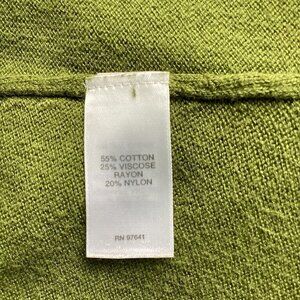 55% COTTON
25% VISCOSE
RAYON
20% NYLON
RN 97641